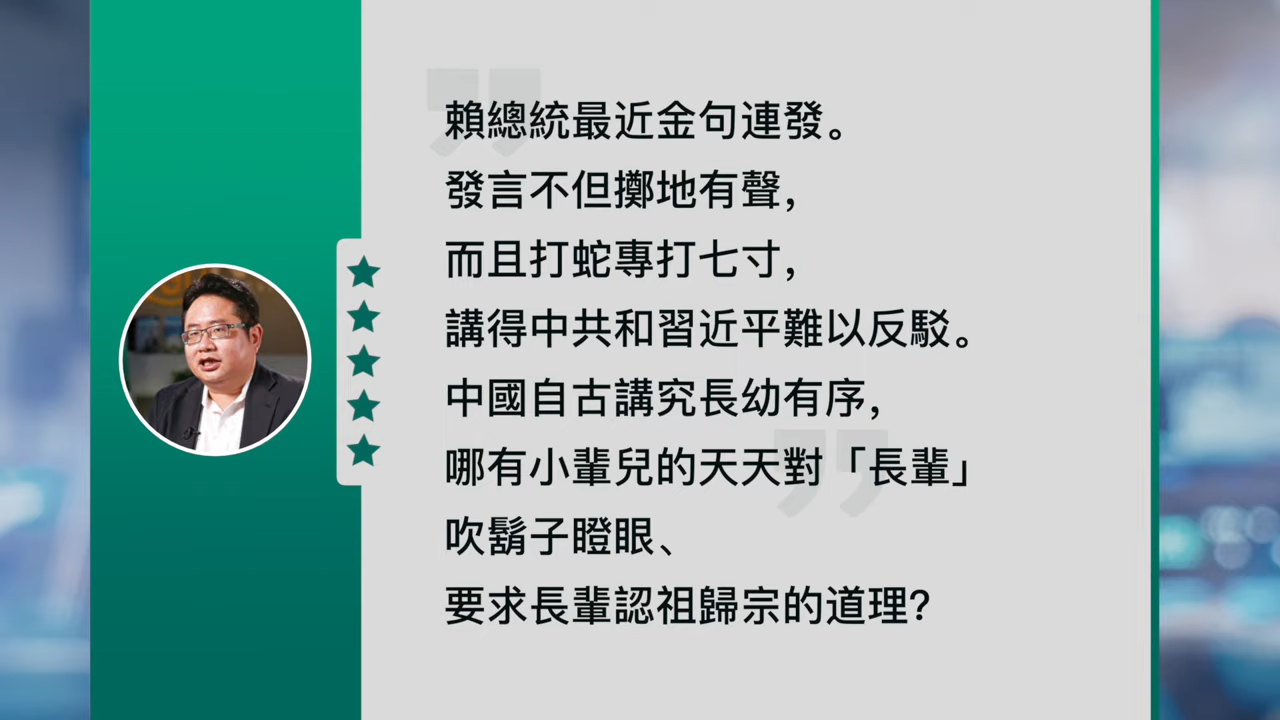 賴總統最近金句連發。
發言不但擲地有聲，
而且打蛇專打七寸，
講得中共和習近平難以反駁。
中國自古講究長幼有序，
哪有小輩兒的天天對「長輩」
吹鬍子瞪眼、
要求長輩認祖歸宗的道理？